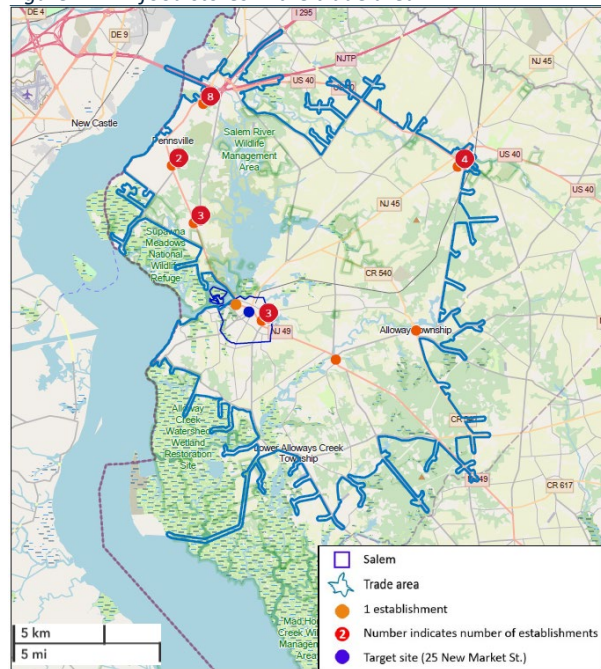 DE 4
DE 9
I 295
NJTP
US 40
NJ 45
New Castle
8
Pennsville
Salem River
Wildlife
Management
Area
2
4
US 40
US 40
3
NJ 45
Supawna
Meadows
National
Wildlife
Refuge
CR 540
3
NJ 49
Alloway Township
Alloway
Creek
Watershed
Wetland
Restoration
Site
Lower Alloways Creek
Township
CR 617
Salem
Trade area
1 establishment
2
Number indicates number of establishments
Target site (25 New Market St.)
5 km
5 mi